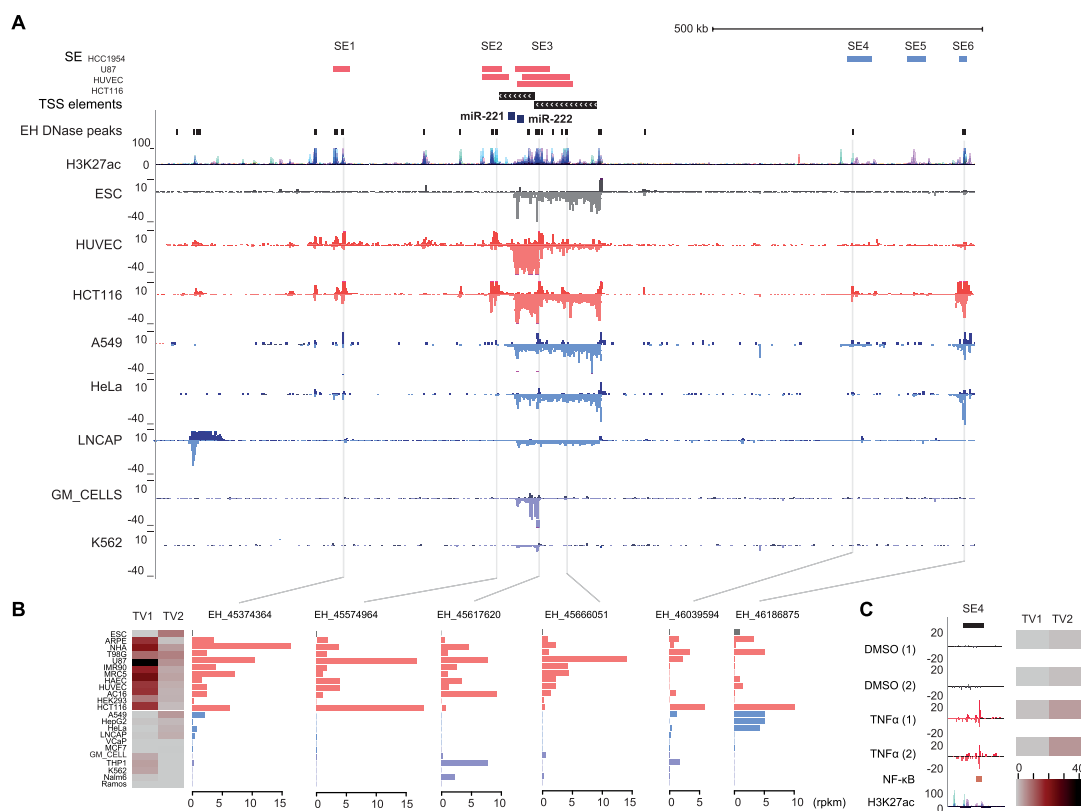 A
500 kb
SE1 SE2 SE3 SE4 SE5 SE6
SE HCC1954
U87
HUVEC
HCT116
TSS elements
miR-221 miR-222
EH DNase peaks
100
H3K27ac 0
10
ESC
-40
10
HUVEC
-40
10
HCT116
-40
10
A549
-40
10
HeLa
-40
10
LNCAP
-40
10
GM_CELLS
-40
10
K562
-40
B
TV1 TV2
EH_45374364 EH_45574964 EH_45617620 EH_45666051 EH_46039594 EH_46186875
ESC
ARPE
NHA
T98G
U87
IMR90
MRC5
HAEC
HUVEC
AC16
HEK293
HCT116
A549
HepG2
HeLa
LNCAP
VCaP
MCF7
GM_CELL
THP1
K562
Nalm6
Ramos
0 5 10 15 0 5 10 15 0 5 10 15 0 5 10 15 0 5 10 (rpkm) 0 5 10
C
SE4 TV1 TV2
20
DMSO (1)
-20
20
DMSO (2)
-20
20
TNFα (1)
-20
20
TNFα (2)
-20
NF-κB
100
H3K27ac 0
0 40